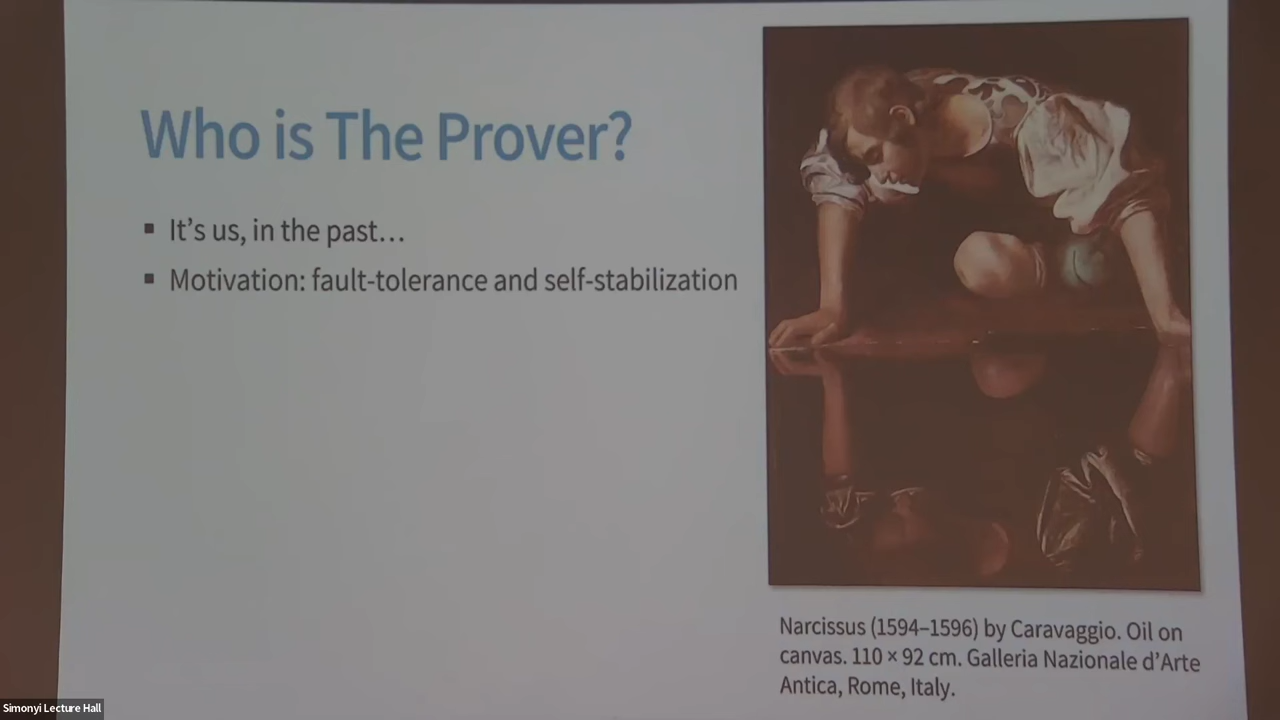 Who is The Prover?
▪ It's us, in the past…
▪ Motivation: fault-tolerance and self-stabilization
Narcissus (1594–1596) by Caravaggio. Oil on
canvas. 110 × 92 cm. Galleria Nazionale d'Arte
Antica, Rome, Italy.
Simonyi Lecture Hall